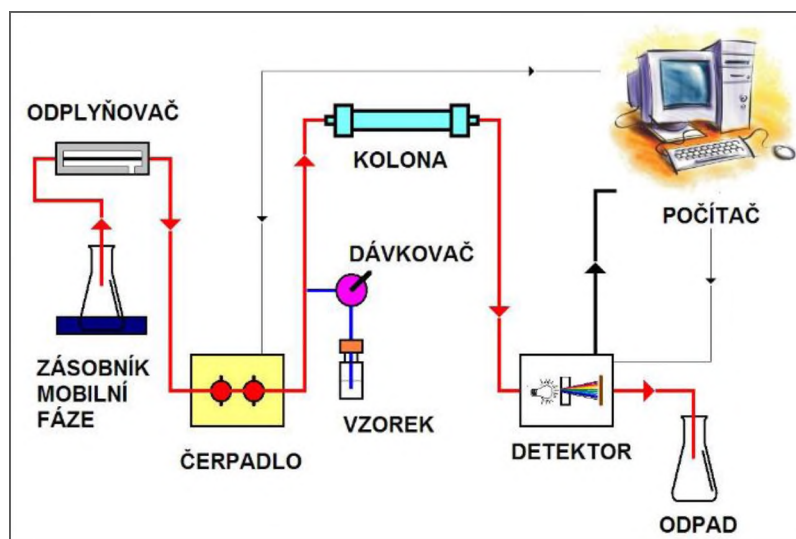 ODPLYŇOVAČ
KOLONA
POČÍTAČ
DÁVKOVAČ
ZÁSOBNÍK
MOBILNÍ
FÁZE
VZOREK
ČERPADLO
DETEKTOR
ODPAD